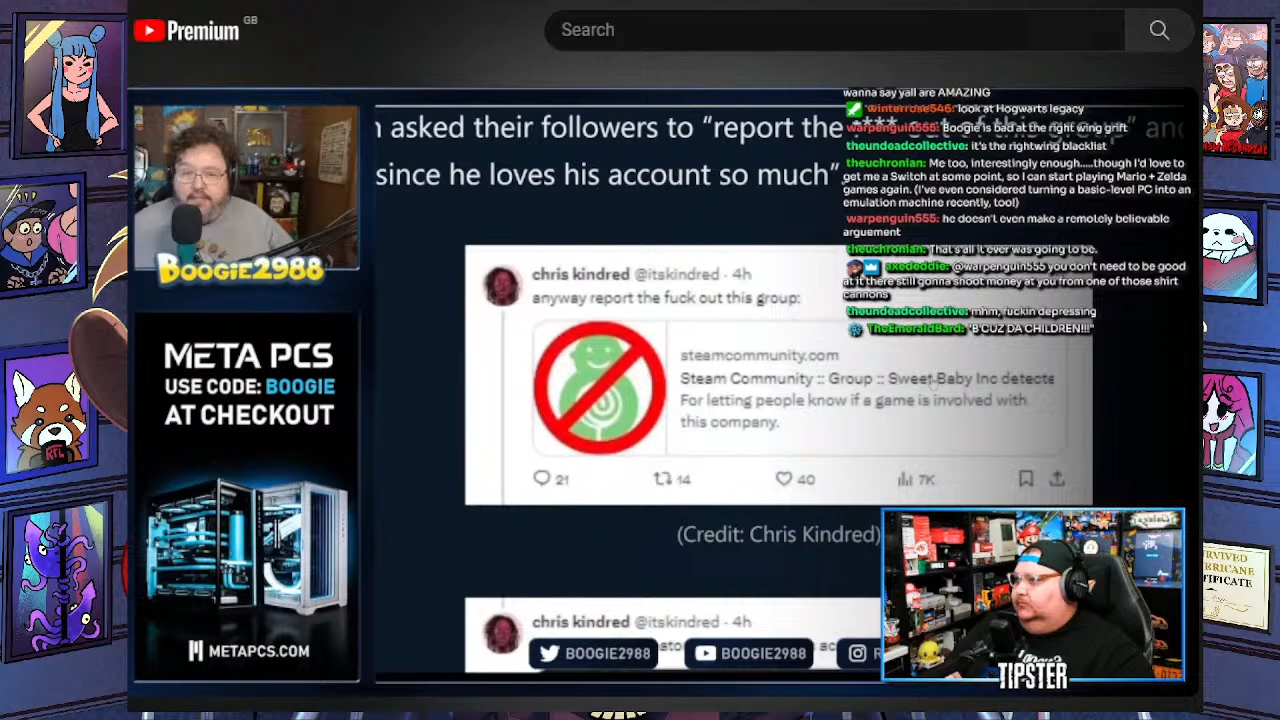 Premium
GB
Search
asked their followers to "report the
out of this group" and
since he loves his account so much"
wanna say yall are AMAZING
winterrose546: look at Hogwarts legacy
warpenguin555: Boogie is bad at the right wing grift
theundeadcollective: it's the rightwing blacklist
theuchronian: Me too, interestingly enough.....though I'd love to
get me a Switch at some point, so I can start playing Mario + Zelda
games again. (I've even considered turning a basic-level PC into an
emulation machine recently, too!)
warpenguin555: he doesn't even make a remotely believable
arguement
theuchronian: That's all it ever was going to be.
axededdie: @warpenguin555 you don't need to be good
at it there still gonna shoot money at you from one of those shirt
cannons
theundeadcollective: mhm, fuckin depressing
TheEmeraldBard: "B'CUZ DA CHILDREN!!!"
BOOGIE2988
META PCS
USE CODE: BOOGIE
AT CHECKOUT
METAPCS.COM
chris kindred @itskindred · 4h
anyway report the fuck out this group:
steamcommunity.com
Steam Community :: Group :: Sweet Baby Inc detecte
For letting people know if a game is involved with
this company.
21
14
40
7K
(Credit: Chris Kindred)
chris kindred @itskindred · 4h
BOOGIE2988
BOOGIE2988
R
TIPSTER